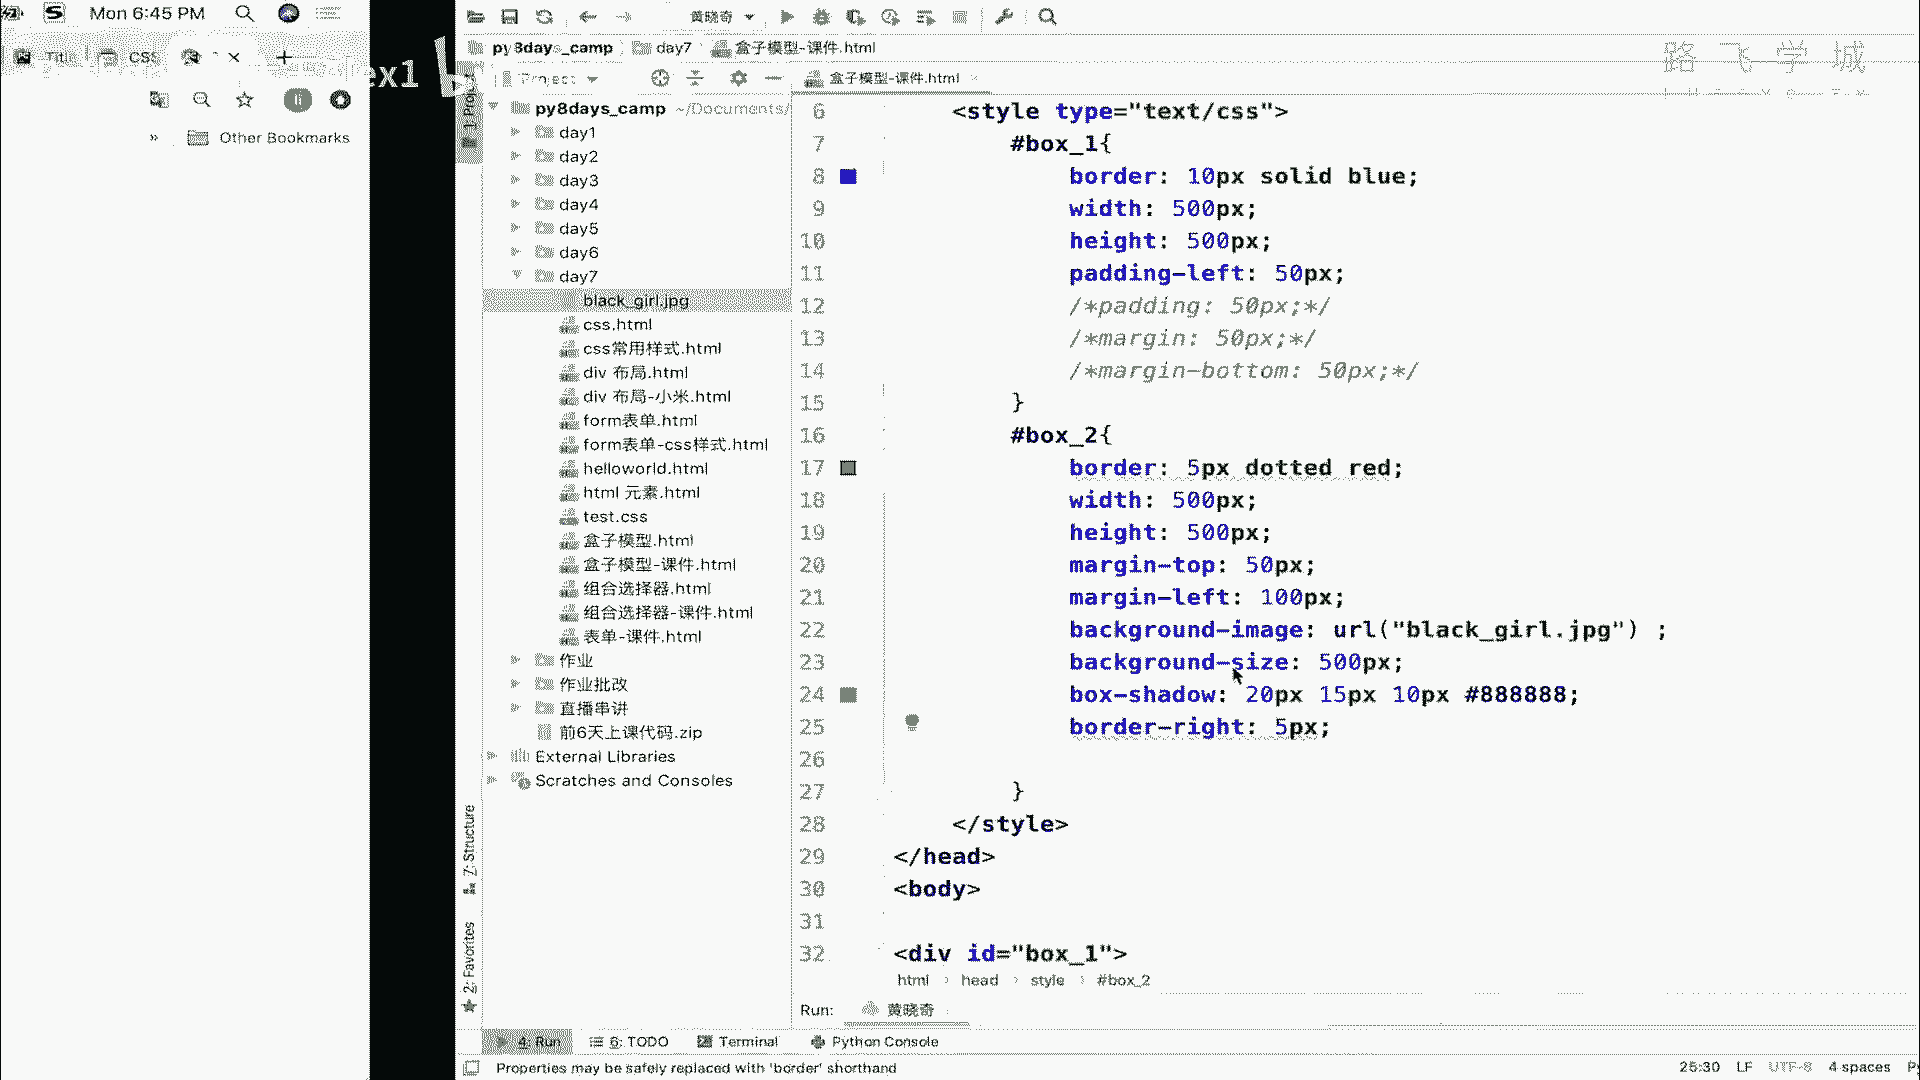 Mon 6:45 PM
黄晓奇
py8days_camp
day7
盒子模型-课件.html
路飞学城
Title
CSS
ex1
Project
盒子模型-课件.html
Other Bookmarks
py8days_camp ~/Documents/
day1
day2
day3
day4
day5
day6
day7
black_girl.jpg
css.html
css常用样式.html
div 布局.html
div 布局-小米.html
form表单.html
form表单-css样式.html
helloworld.html
html 元素.html
test.css
盒子模型.html
盒子模型-课件.html
组合选择器.html
组合选择器-课件.html
表单-课件.html
作业
作业批改
直播串讲
前6天上课代码.zip
External Libraries
Scratches and Consoles
7: Structure
2: Favorites
6 <style type="text/css">
7 #box_1{
8 border: 10px solid blue;
9 width: 500px;
10 height: 500px;
11 padding-left: 50px;
12 /*padding: 50px;*/
13 /*margin: 50px;*/
14 /*margin-bottom: 50px;*/
15 }
16 #box_2{
17 border: 5px dotted red;
18 width: 500px;
19 height: 500px;
20 margin-top: 50px;
21 margin-left: 100px;
22 background-image: url("black_girl.jpg") ;
23 background-size: 500px;
24 box-shadow: 20px 15px 10px #888888;
25 border-right: 5px;
26
27 }
28 </style>
29 </head>
30 <body>
31
32 <div id="box_1">
html › head › style › #box_2
Run: 黄晓奇
4: Run
6: TODO
Terminal
Python Console
Properties may be safely replaced with 'border' shorthand
25:30 LF UTF-8 4 spaces